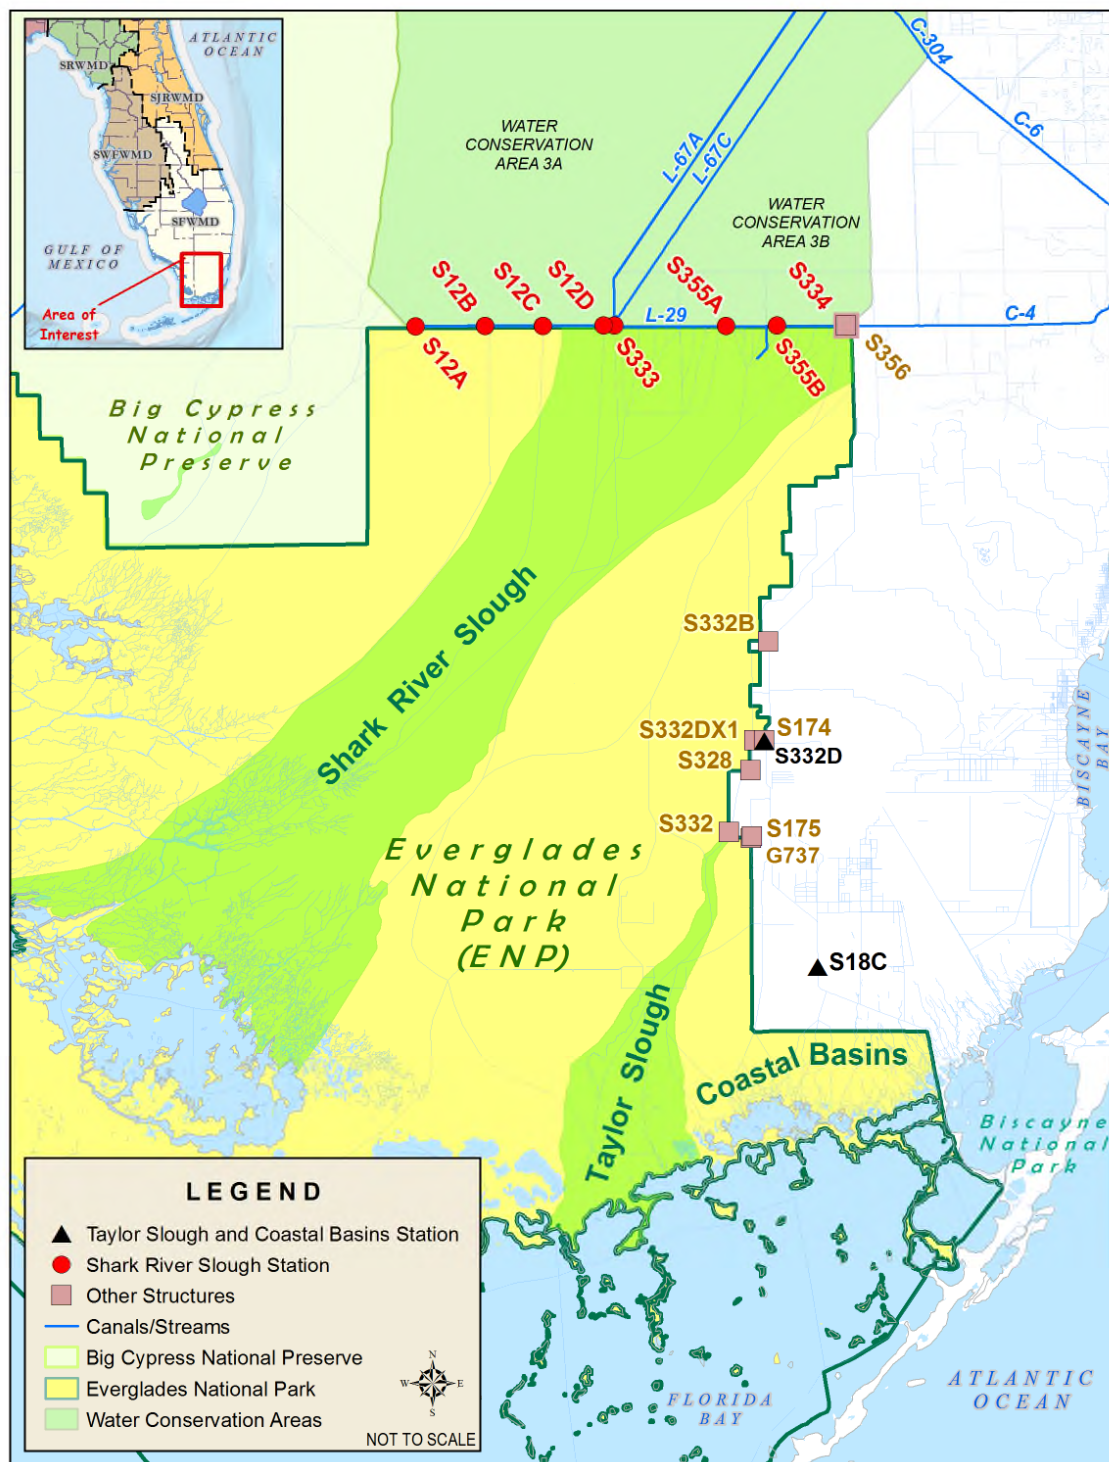 ATLANTIC
OCEAN
SRWMD
SJRWMD
SWFWMD
SFWMD
GULF OF
MEXICO
Area of
Interest
C-304
C-6
WATER
CONSERVATION
AREA 3A
L-67A
L-67C
WATER
CONSERVATION
AREA 3B
S12B
S12C
S12D
S355A
S334
L-29
C-4
S12A
S333
S355B
S356
Big Cypress
National
Preserve
Shark River Slough
S332B
BISCAYNE
BAY
S332DX1
S174
S332D
S328
S332
S175
G737
Everglades
National
Park
(ENP)
S18C
Taylor Slough
Coastal Basins
Biscayne
National
Park
LEGEND
Taylor Slough and Coastal Basins Station
Shark River Slough Station
Other Structures
Canals/Streams
Big Cypress National Preserve
Everglades National Park
Water Conservation Areas
N
W
E
S
NOT TO SCALE
FLORIDA
BAY
ATLANTIC
OCEAN